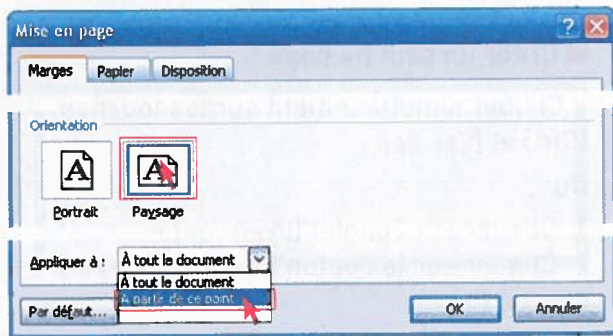 Mise en page
Marges Papier Disposition
Orientation
A A
Portrait Paysage
Appliquer à : À tout le document
À tout le document
À partir de ce point
Par défaut... OK Annuler